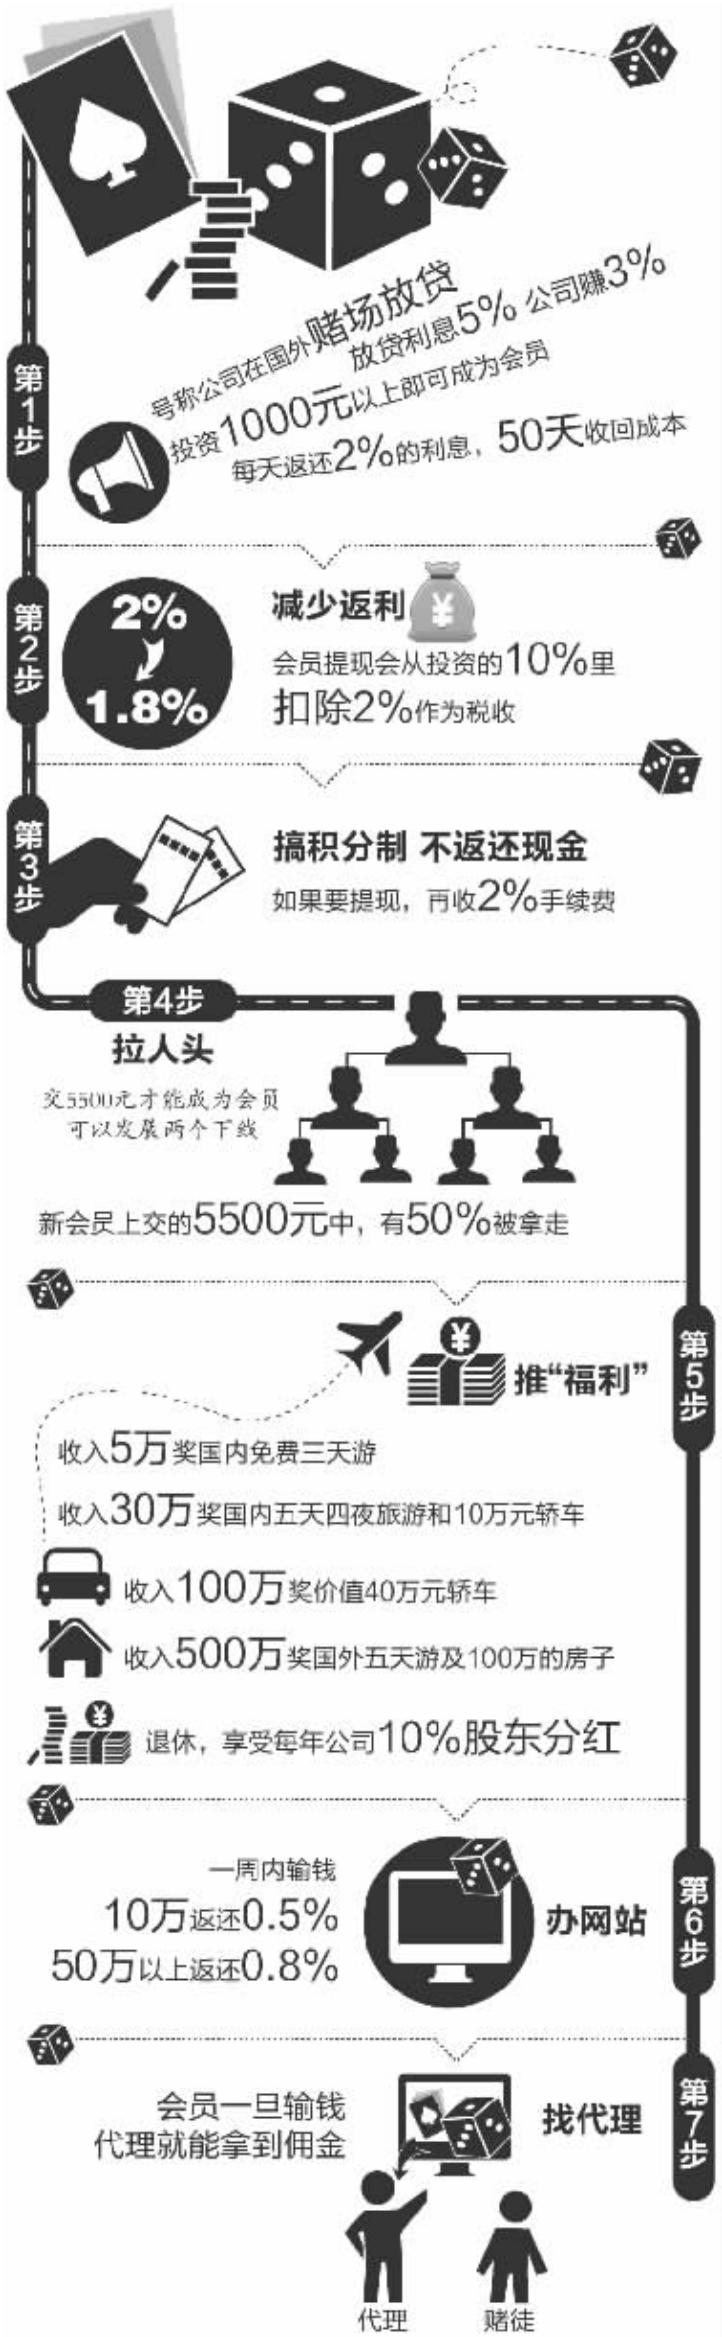 第1步
号称公司在国外赌场放贷
放贷利息5% 公司赚3%
投资1000元以上即可成为会员
每天返还2%的利息，50天收回成本
第2步
2%
1.8%
减少返利
¥
会员提现会从投资的10%里
扣除2%作为税收
第3步
搞积分制 不返还现金
如果要提现，再收2%手续费
第4步
拉人头
交5500元才能成为会员
可以发展两个下线
新会员上交的5500元中，有50%被拿走
第5步
¥
推“福利”
收入5万奖国内免费三天游
收入30万奖国内五天四夜旅游和10万元轿车
收入100万奖价值40万元轿车
收入500万奖国外五天游及100万的房子
¥
退休，享受每年公司10%股东分红
第6步
办网站
一周内输钱
10万返还0.5%
50万以上返还0.8%
第7步
找代理
会员一旦输钱
代理就能拿到佣金
代理
赌徒